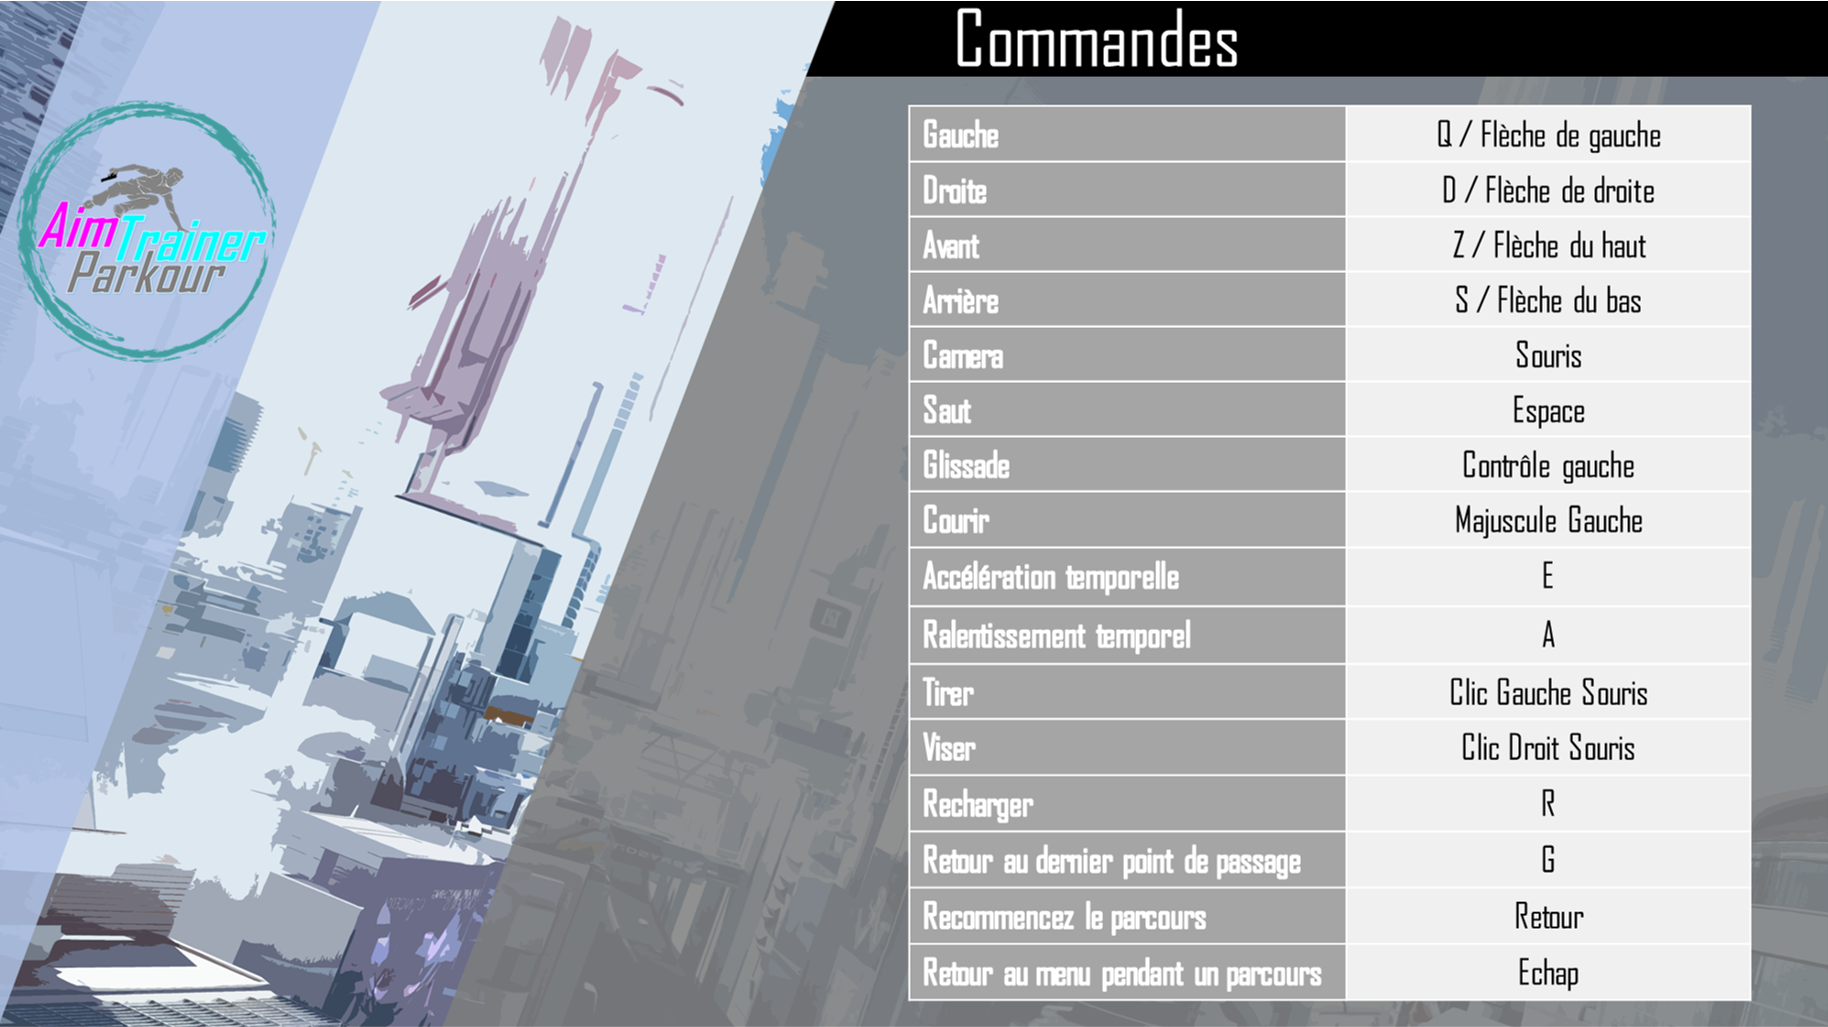 Commandes
Aim Trainer
Parkour
Gauche Q / Flèche de gauche
Droite D / Flèche de droite
Avant Z / Flèche du haut
Arrière S / Flèche du bas
Camera Souris
Saut Espace
Glissade Contrôle gauche
Courir Majuscule Gauche
Accélération temporelle E
Ralentissement temporel A
Tirer Clic Gauche Souris
Viser Clic Droit Souris
Recharger R
Retour au dernier point de passage G
Recommencez le parcours Retour
Retour au menu pendant un parcours Echap